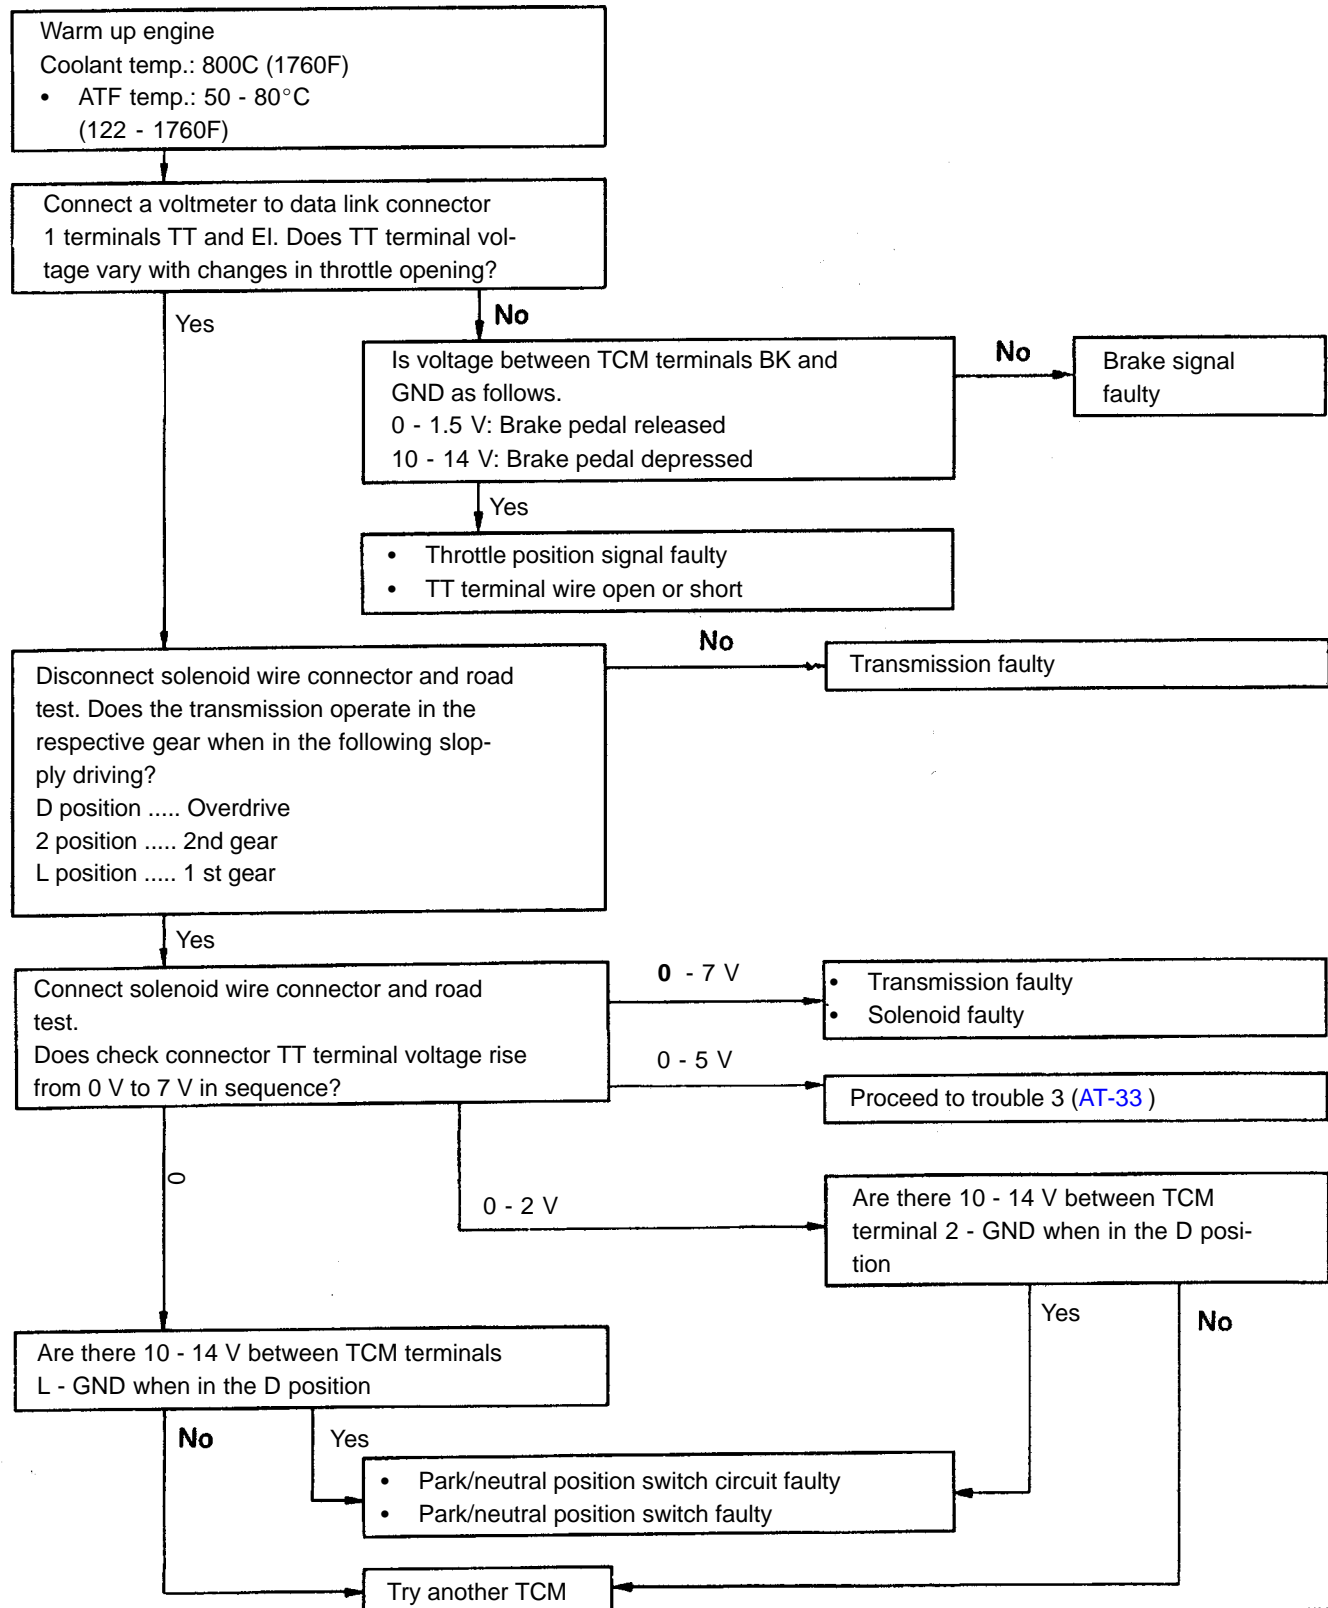 Warm up engine
Coolant temp.: 800C (1760F)
• ATF temp.: 50 - 80°C
(122 - 1760F)
Connect a voltmeter to data link connector
1 terminals TT and EI. Does TT terminal vol-
tage vary with changes in throttle opening?
Yes
No
Is voltage between TCM terminals BK and
GND as follows.
0 - 1.5 V: Brake pedal released
10 - 14 V: Brake pedal depressed
No
Brake signal
faulty
Yes
• Throttle position signal faulty
• TT terminal wire open or short
Disconnect solenoid wire connector and road
test. Does the transmission operate in the
respective gear when in the following slop-
ply driving?
D position ..... Overdrive
2 position ..... 2nd gear
L position ..... 1 st gear
No
Transmission faulty
Yes
Connect solenoid wire connector and road
test.
Does check connector TT terminal voltage rise
from 0 V to 7 V in sequence?
0 - 7 V
• Transmission faulty
• Solenoid faulty
0 - 5 V
Proceed to trouble 3 (AT-33 )
0
0 - 2 V
Are there 10 - 14 V between TCM
terminal 2 - GND when in the D posi-
tion
Yes
No
Are there 10 - 14 V between TCM terminals
L - GND when in the D position
No
Yes
• Park/neutral position switch circuit faulty
• Park/neutral position switch faulty
Try another TCM